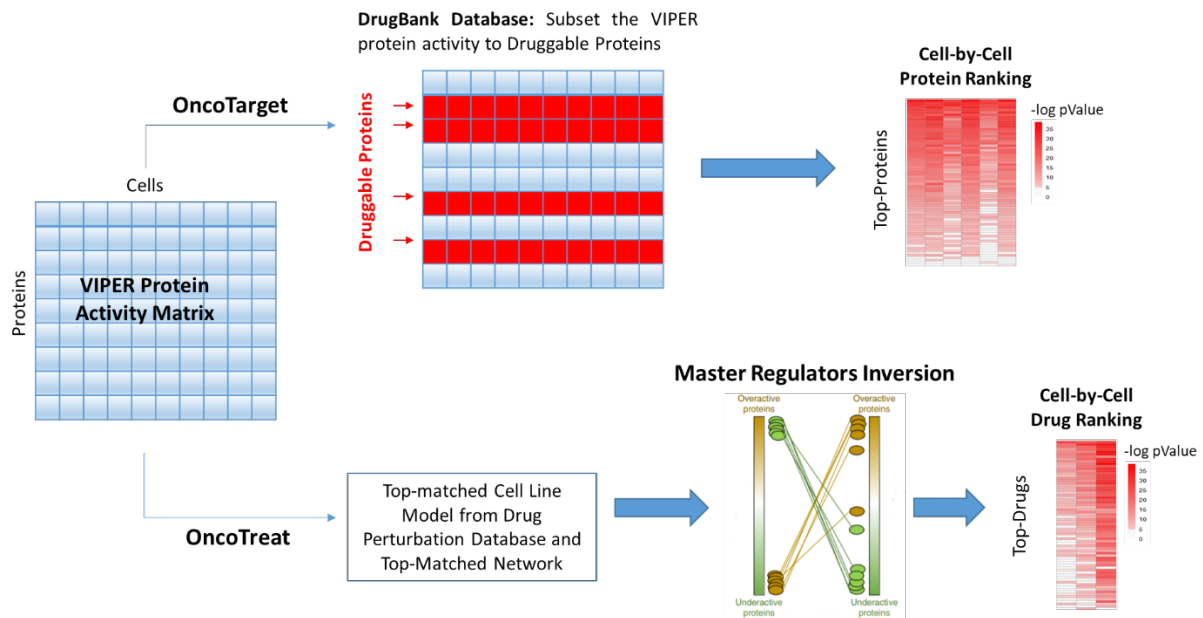 DrugBank Database: Subset the VIPER
protein activity to Druggable Proteins
OncoTarget
Cells
Proteins
VIPER Protein
Activity Matrix
Druggable Proteins
Cell-by-Cell
Protein Ranking
-log pValue
35
30
25
20
15
10
5
0
Top-Proteins
OncoTreat
Top-matched Cell Line
Model from Drug
Perturbation Database and
Top-Matched Network
Master Regulators Inversion
Overactive
proteins
Overactive
proteins
Underactive
proteins
Underactive
proteins
Cell-by-Cell
Drug Ranking
-log pValue
35
30
25
20
15
10
5
0
Top-Drugs